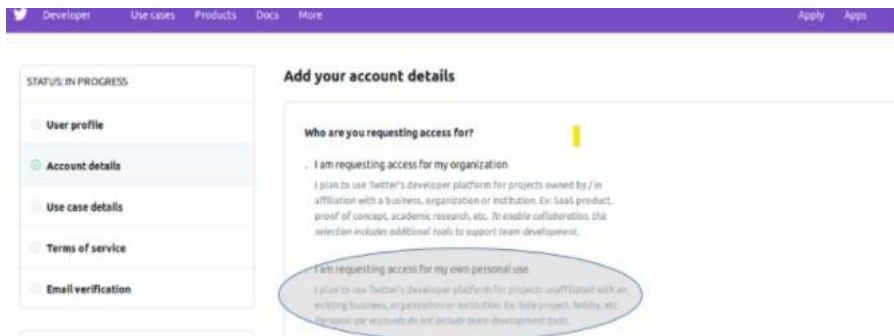 Developer Use cases Products Docs More Apply Apps
STATUS: IN PROGRESS
User profile
Account details
Use case details
Terms of service
Email verification
Add your account details
Who are you requesting access for?
I am requesting access for my organization
I plan to use Twitter's developer platform for projects owned by / in
affiliation with a business, organization or institution. Ex: SaaS product,
proof of concept, academic research, etc. To enable collaboration, this
selection includes additional tools to support team development.
I am requesting access for my own personal use
I plan to use Twitter's developer platform for projects unaffiliated with an
existing business, organization or institution. Ex: Side project, hobby, etc.
Personal use accounts do not include team development tools.